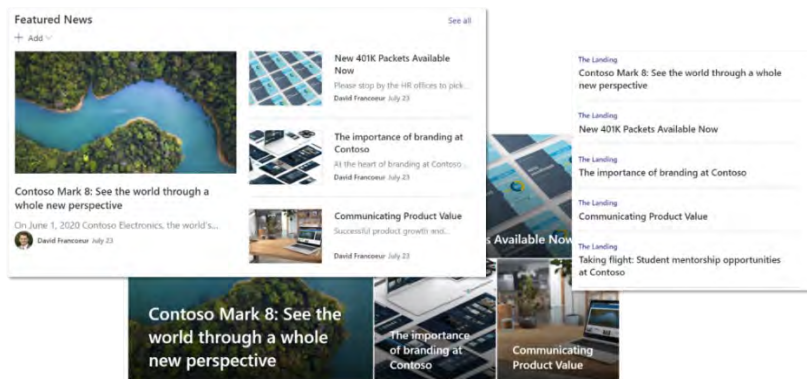 Featured News
See all
+ Add
Contoso Mark 8: See the world through a
whole new perspective
On June 1, 2020 Contoso Electronics, the world's...
David Francoeur July 23
New 401K Packets Available
Now
Please stop by the HR offices to pick...
David Francoeur July 23
The importance of branding at
Contoso
At the heart of branding at Contoso...
David Francoeur July 23
Communicating Product Value
Successful product growth and...
David Francoeur July 23
s Available Now
Contoso Mark 8: See the
world through a whole
new perspective
The importance
of branding at
Contoso
Communicating
Product Value
The Landing
Contoso Mark 8: See the world through a whole
new perspective
The Landing
New 401K Packets Available Now
The Landing
The importance of branding at Contoso
The Landing
Communicating Product Value
The Landing
Taking flight: Student mentorship opportunities
at Contoso